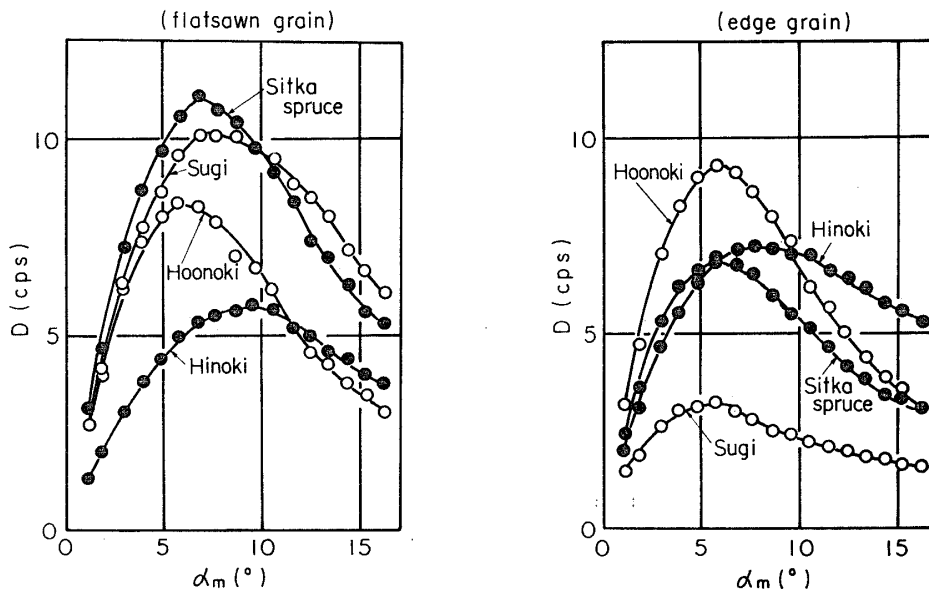 (flatsawn grain)
Sitka
spruce
Sugi
Hoonoki
Hinoki
D (cps)
10
5
0
0
5
10
15
αm (°)
(edge grain)
Hoonoki
Hinoki
Sitka
spruce
Sugi
D (cps)
10
5
0
0
5
10
15
αm (°)